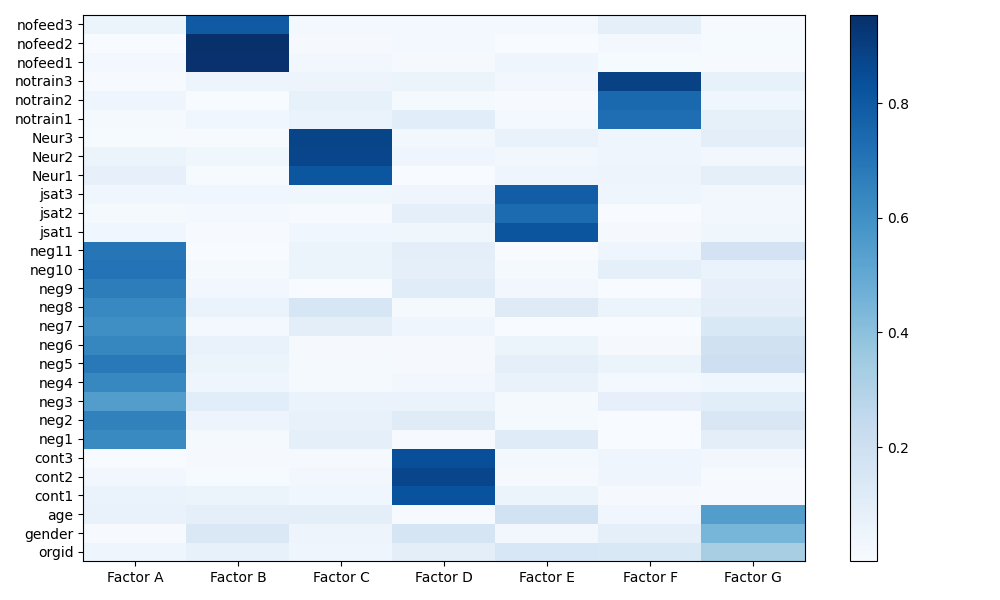 nofeed3
nofeed2
nofeed1
notrain3
notrain2
notrain1
Neur3
Neur2
Neur1
jsat3
jsat2
jsat1
neg11
neg10
neg9
neg8
neg7
neg6
neg5
neg4
neg3
neg2
neg1
cont3
cont2
cont1
age
gender
orgid
Factor A Factor B Factor C Factor D Factor E Factor F Factor G
0.8
0.6
0.4
0.2